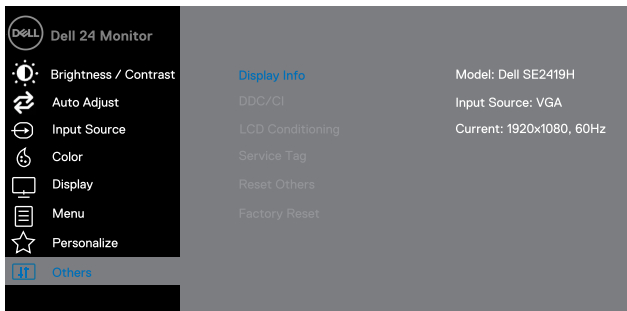 DELL
Dell 24 Monitor
Brightness / Contrast
Auto Adjust
Input Source
Color
Display
Menu
Personalize
Others
Display Info
DDC/CI
LCD Conditioning
Service Tag
Reset Others
Factory Reset
Model: Dell SE2419H
Input Source: VGA
Current: 1920x1080, 60Hz